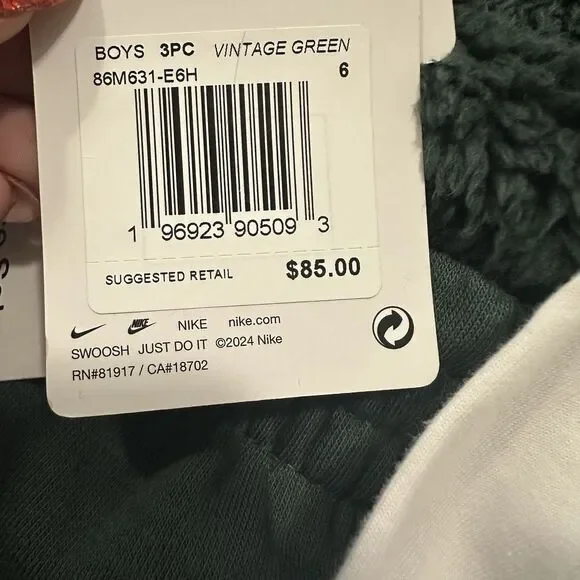 BOYS 3PC VINTAGE GREEN
86M631-E6H 6
1 96923 90509 3
SUGGESTED RETAIL $85.00
NIKE NIKE nike.com
SWOOSH JUST DO IT ©2024 Nike
RN#81917 / CA#18702